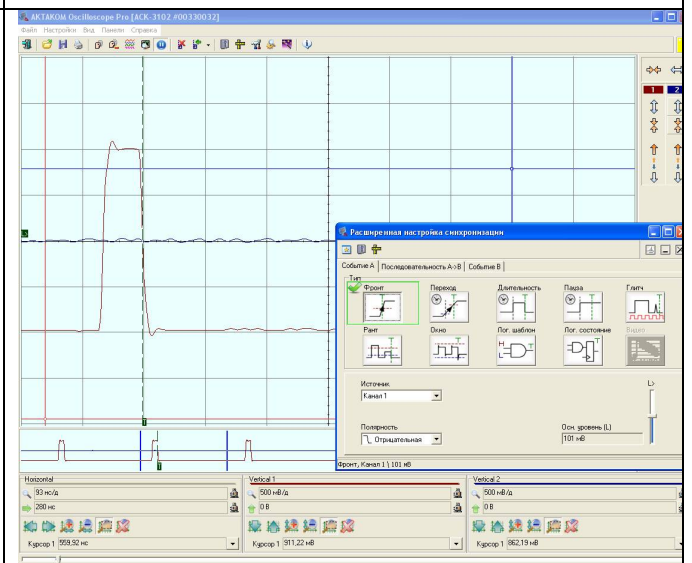 AKTAKOM Oscilloscope Pro [ACK-3102 #00330032]
Файл Настройки Вид Панели Справка
1 2
Расширенная настройка синхронизации
Событие А Последовательность А->В Событие В
Тип
Фронт Переход Длительность Пауза Глитч
Рант Окно Лог. шаблон Лог. состояние Видео
Источник
Канал 1
L>
Полярность
Отрицательная
Осн. уровень (L)
101 мВ
Фронт, Канал 1 \ 101 мВ
T
T
Horizontal Vertical 1 Vertical 2
93 нс/д 500 мВ/д 500 мВ/д
280 нс 0 В 0 В
Курсор 1 559,92 нс Курсор 1 911,22 мВ Курсор 1 862,19 мВ